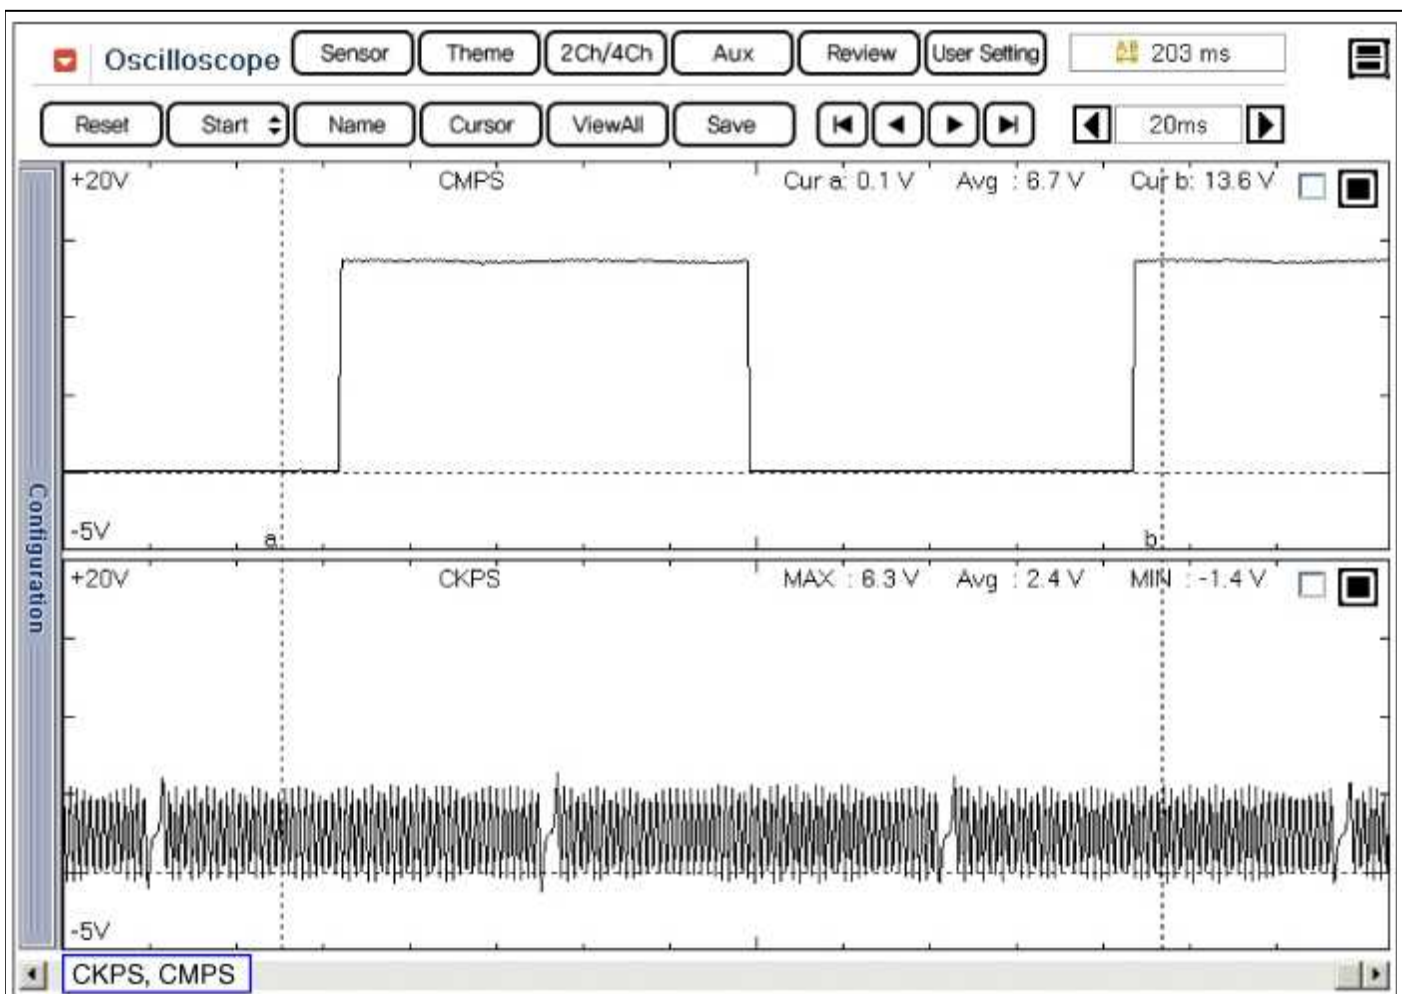 Oscilloscope Sensor Theme 2Ch/4Ch Aux Review User Setting 203 ms
Reset Start Name Cursor ViewAll Save 20ms
+20V CMPS Cur a: 0.1 V Avg : 6.7 V Cur b: 13.6 V
-5V a b
Configuration
+20V CKPS MAX : 6.3 V Avg : 2.4 V MIN : -1.4 V
-5V
CKPS, CMPS